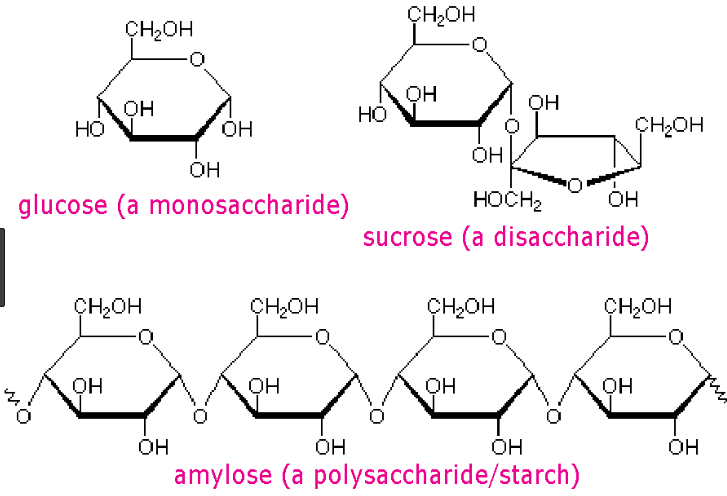 CH₂OH
O
OH
HO
OH
OH
glucose (a monosaccharide)
CH₂OH
O
OH
HO
OH
O
OH
CH₂OH
HOCH₂
O
OH
sucrose (a disaccharide)
CH₂OH CH₂OH CH₂OH CH₂OH
O O O O
OH OH OH OH
O O O O
OH OH OH OH
amylose (a polysaccharide/starch)